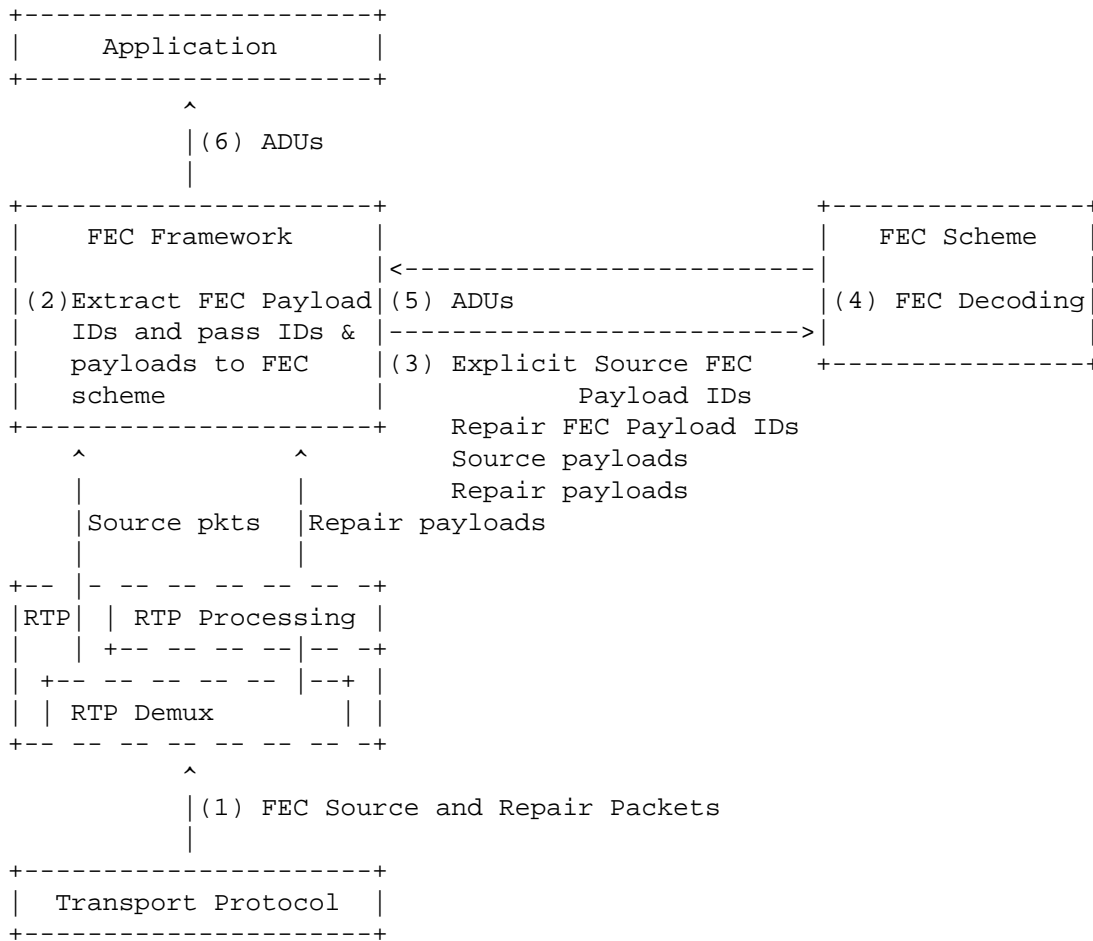 Application
(6) ADUs
FEC Framework FEC Scheme
(2)Extract FEC Payload (5) ADUs (4) FEC Decoding
IDs and pass IDs &
payloads to FEC (3) Explicit Source FEC
scheme Payload IDs
Repair FEC Payload IDs
Source payloads
Repair payloads
Source pkts Repair payloads
RTP RTP Processing
RTP Demux
(1) FEC Source and Repair Packets
Transport Protocol